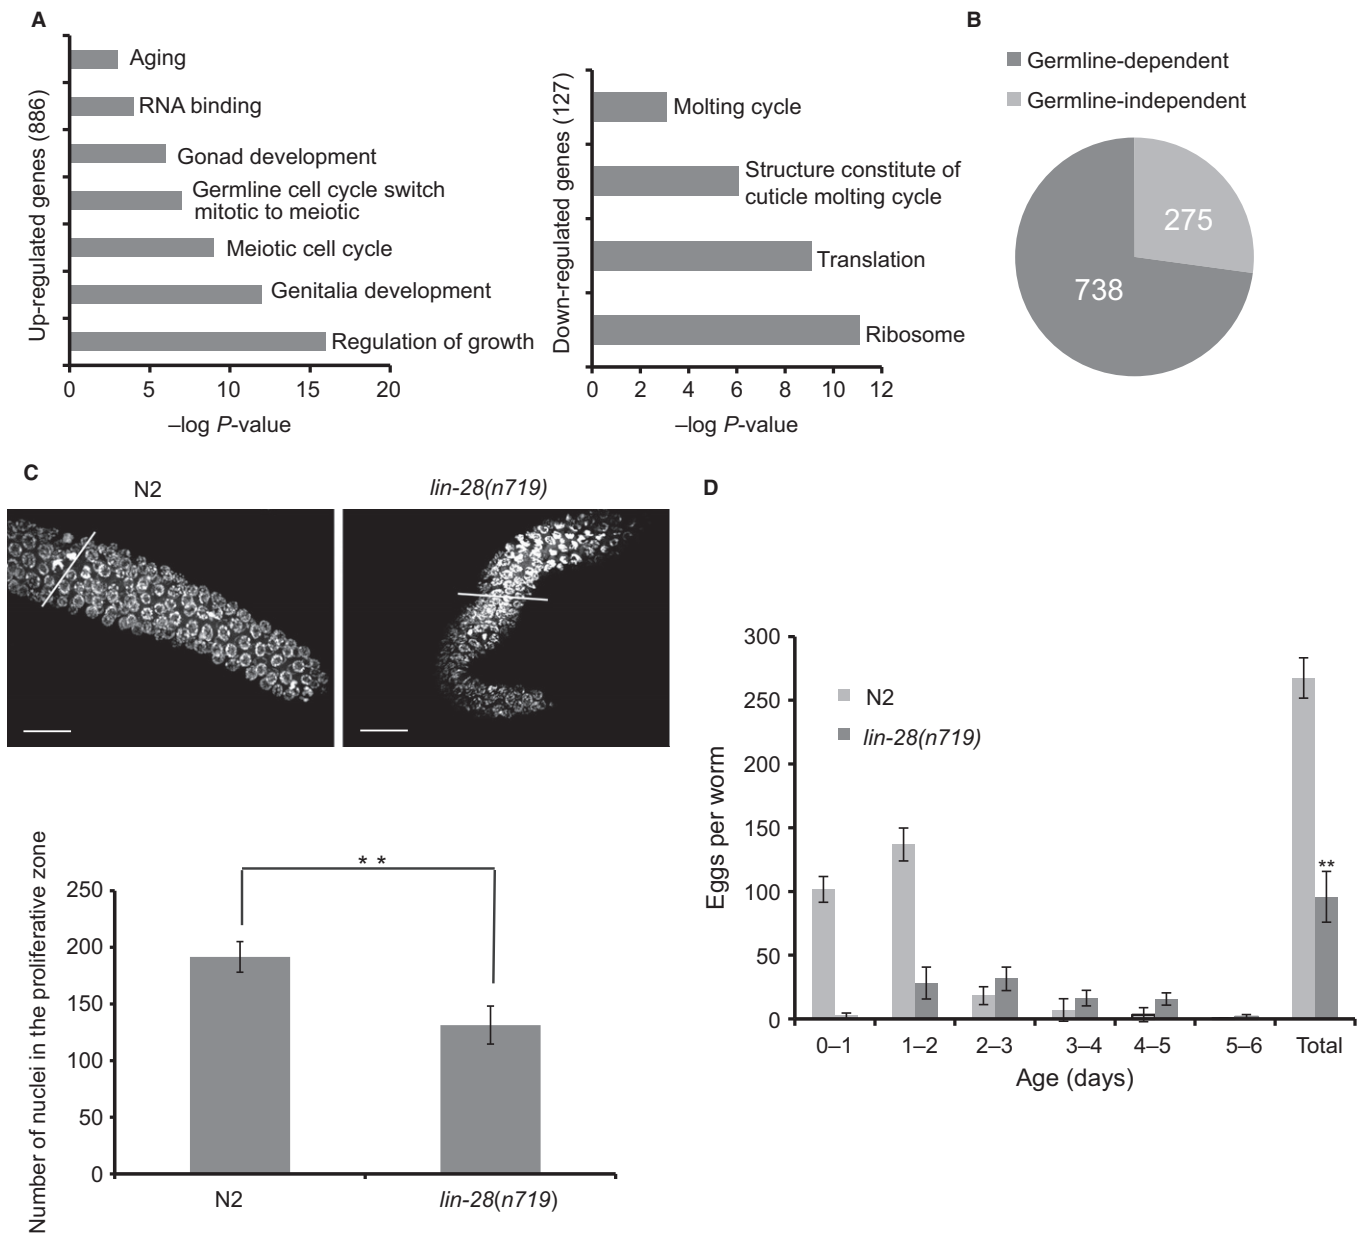 A
Up-regulated genes (886)
Aging
RNA binding
Gonad development
Germline cell cycle switch
mitotic to meiotic
Meiotic cell cycle
Genitalia development
Regulation of growth
0 5 10 15 20
–log P-value
Down-regulated genes (127)
Molting cycle
Structure constitute of
cuticle molting cycle
Translation
Ribosome
0 2 4 6 8 10 12
–log P-value
B
Germline-dependent
Germline-independent
275
738
C
N2
lin-28(n719)
Number of nuclei in the proliferative zone
250
200
150
100
50
0
* *
N2
lin-28(n719)
D
Eggs per worm
300
250
200
150
100
50
0
N2
lin-28(n719)
**
0–1 1–2 2–3 3–4 4–5 5–6 Total
Age (days)